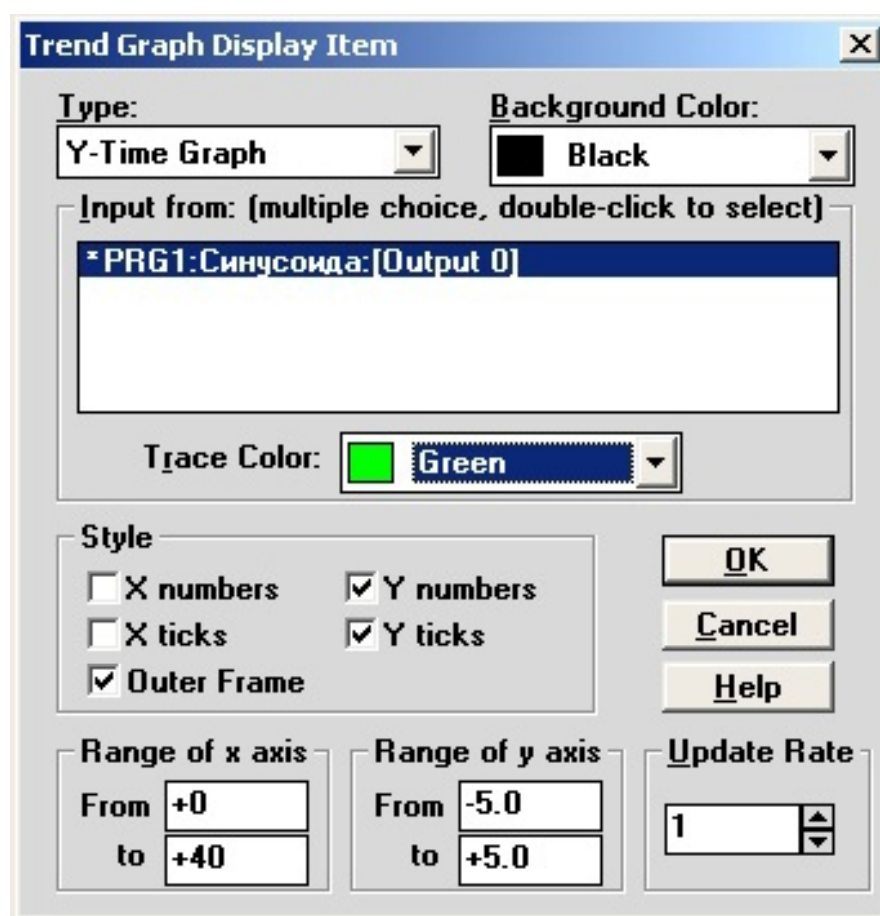 Trend Graph Display Item
Type: Background Color:
Y-Time Graph Black
Input from: (multiple choice, double-click to select)
*PRG1:Синусоида:[Output 0]
Trace Color: Green
Style
X numbers Y numbers
X ticks Y ticks
Outer Frame
OK
Cancel
Help
Range of x axis
From +0
to +40
Range of y axis
From -5.0
to +5.0
Update Rate
1